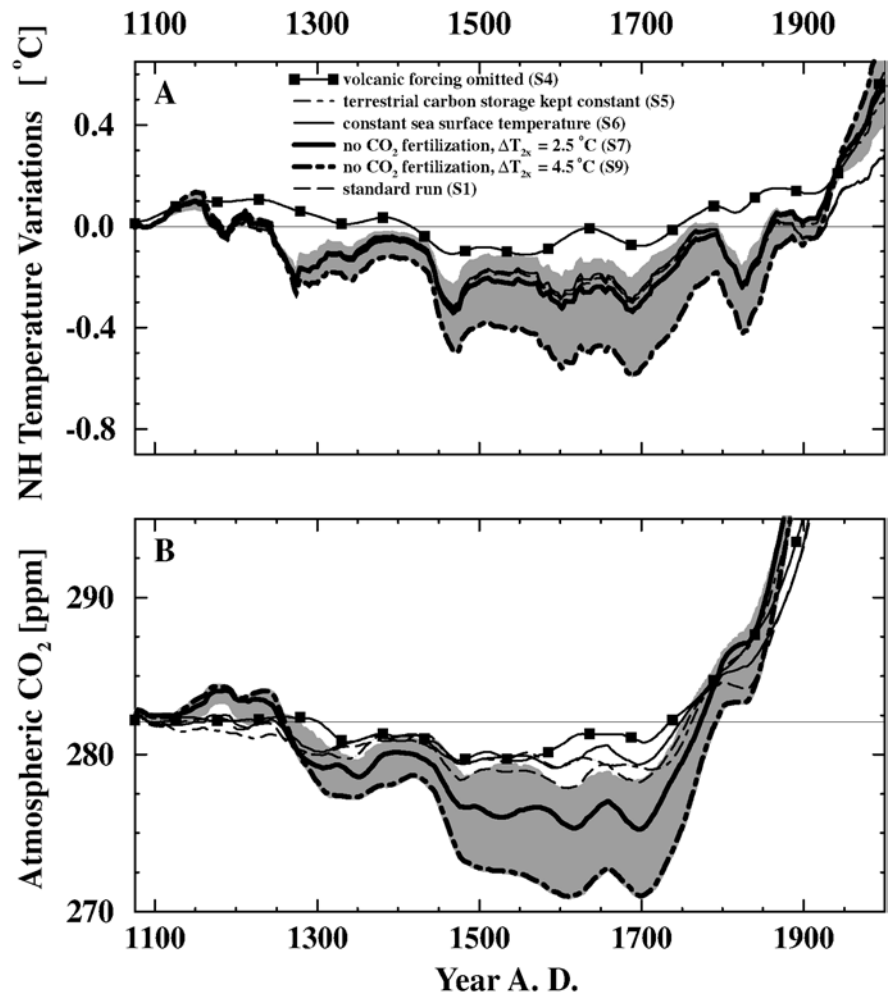 1100 1300 1500 1700 1900
NH Temperature Variations [ °C]
A
volcanic forcing omitted (S4)
terrestrial carbon storage kept constant (S5)
constant sea surface temperature (S6)
no CO2 fertilization, ΔT2x = 2.5 °C (S7)
no CO2 fertilization, ΔT2x = 4.5 °C (S9)
standard run (S1)
0.4
0.0
-0.4
-0.8
Atmospheric CO2 [ppm]
B
290
280
270
1100 1300 1500 1700 1900
Year A. D.